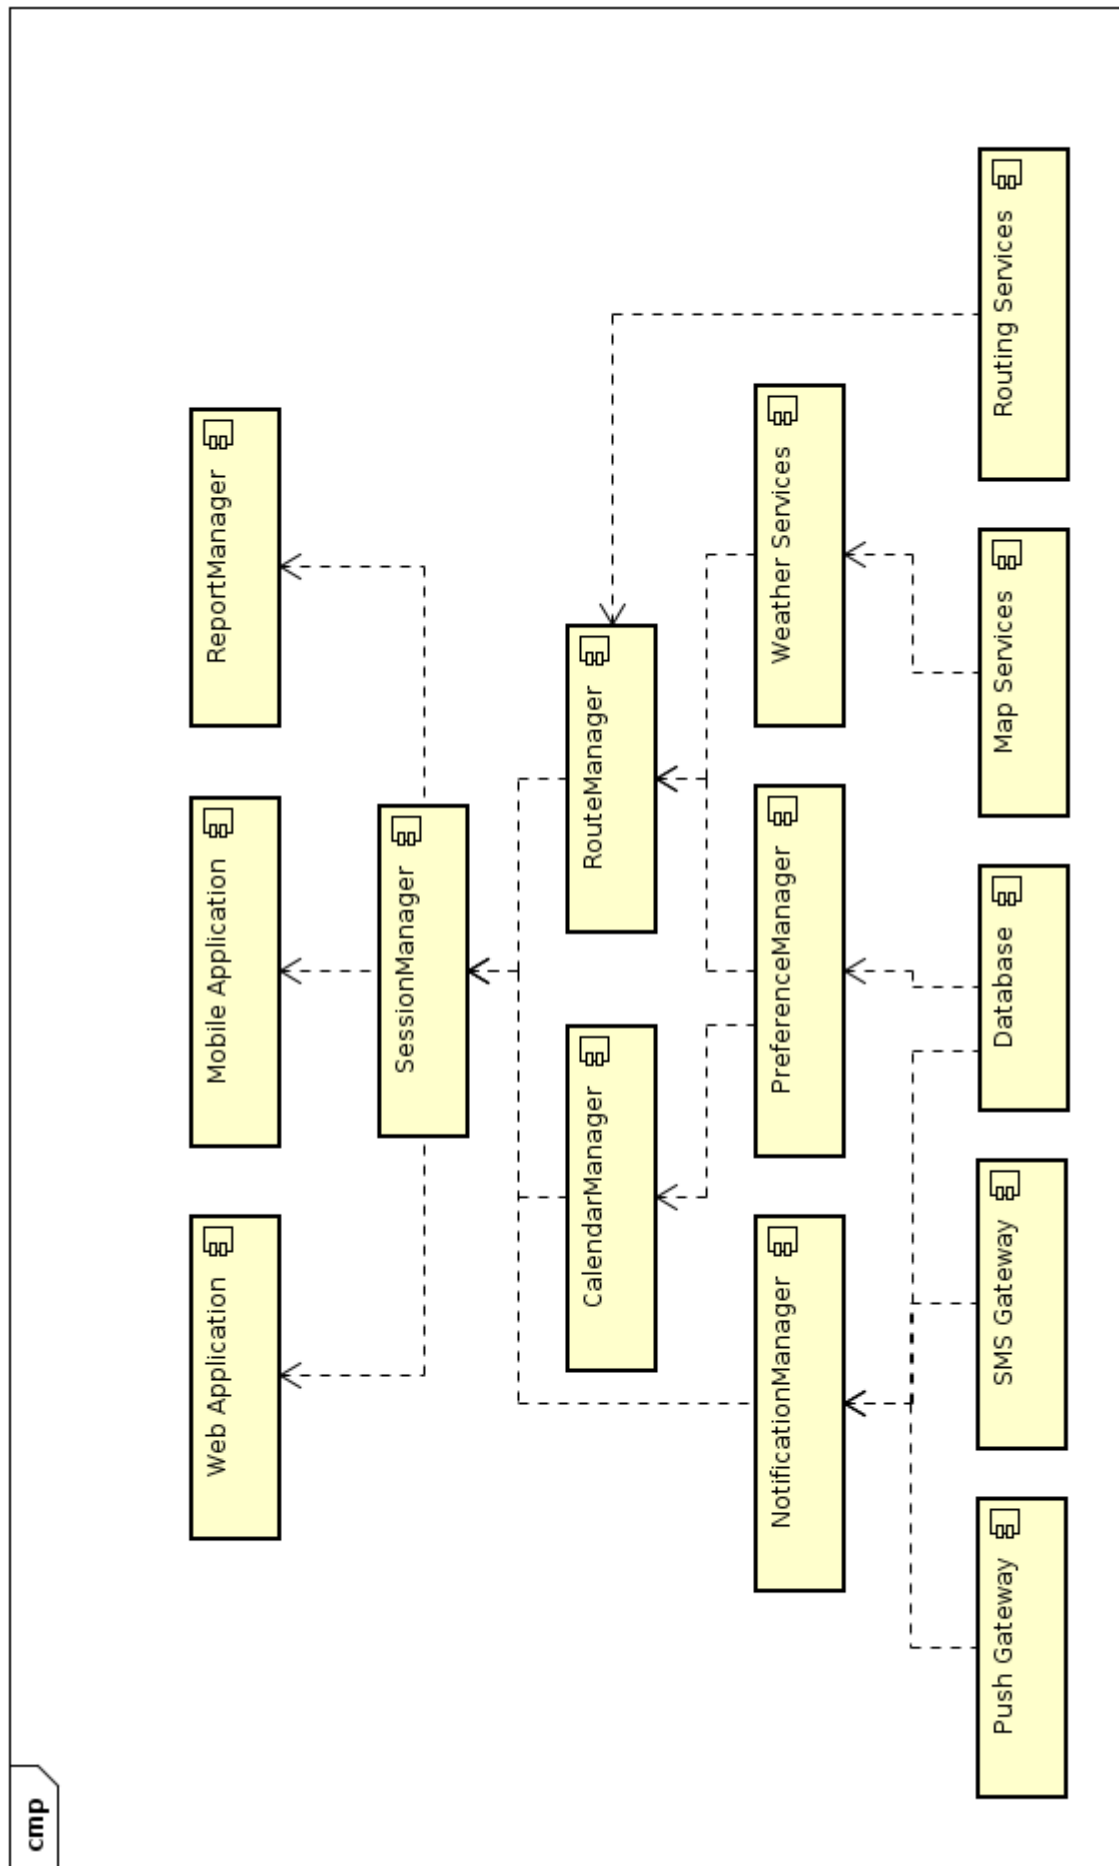 cmp
Web Application
Mobile Application
ReportManager
SessionManager
CalendarManager
RouteManager
NotificationManager
PreferenceManager
Weather Services
Push Gateway
SMS Gateway
Database
Map Services
Routing Services